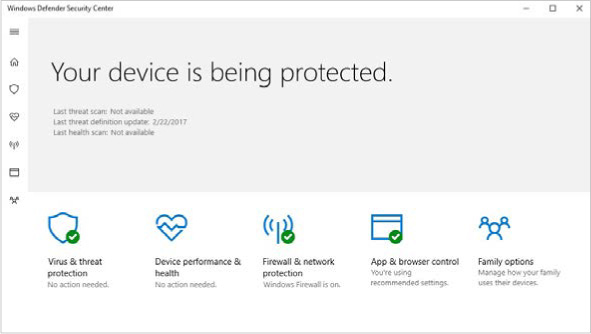 Windows Defender Security Center
Your device is being protected.
Last threat scan: Not available
Last threat definition update: 2/22/2017
Last health scan: Not available
Virus & threat
protection
No action needed.
Device performance &
health
No action needed.
Firewall & network
protection
Windows Firewall is on.
App & browser control
You're using
recommended settings.
Family options
Manage how your family
uses their devices.